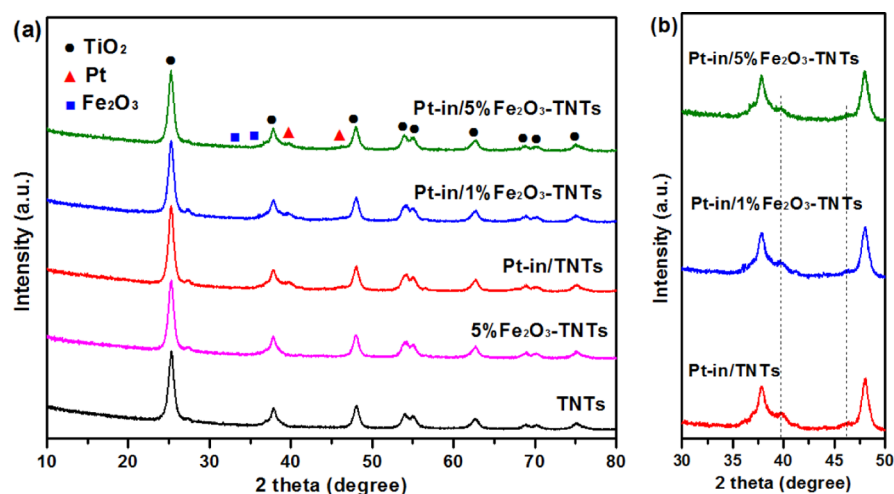 (a)
TiO₂
Pt
Fe₂O₃
Pt-in/5%Fe₂O₃-TNTs
Pt-in/1%Fe₂O₃-TNTs
Pt-in/TNTs
5%Fe₂O₃-TNTs
TNTs
Intensity (a.u.)
10 20 30 40 50 60 70 80
2 theta (degree)
(b)
Pt-in/5%Fe₂O₃-TNTs
Pt-in/1%Fe₂O₃-TNTs
Pt-in/TNTs
Intensity (a.u.)
30 35 40 45 50
2 theta (degree)